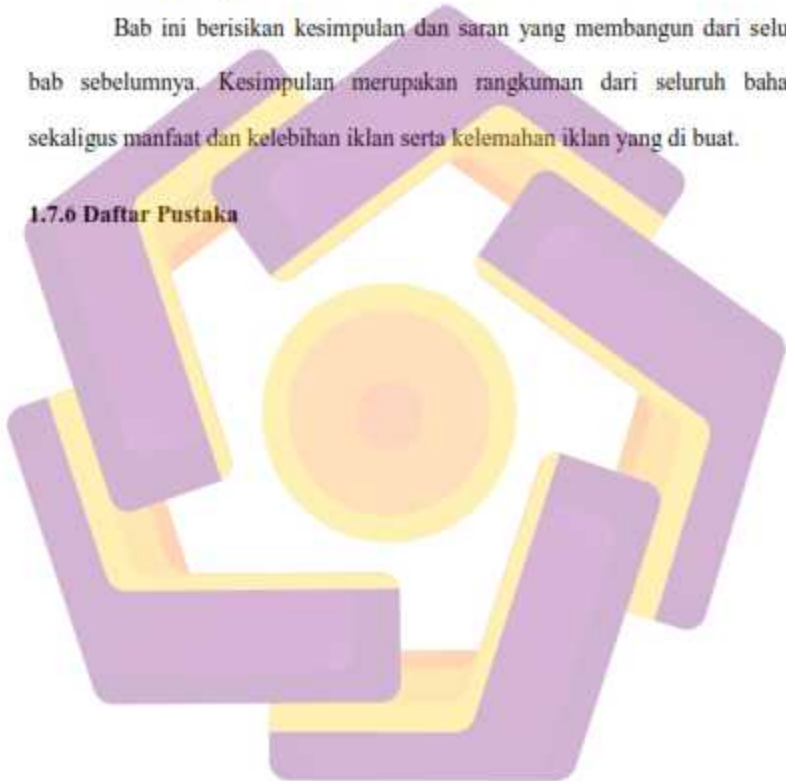 Bab ini berisikan kesimpulan dan saran yang membangun dari selu
bab sebelumnya. Kesimpulan merupakan rangkuman dari seluruh baha
sekaligus manfaat dan kelebihan iklan serta kelemahan iklan yang di buat.
1.7.6 Daftar Pustaka